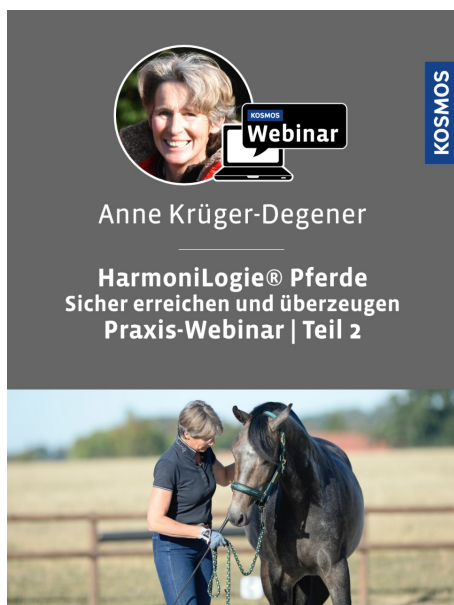 KOSMOS
Webinar
KOSMOS
Anne Krüger-Degener
HarmoniLogie® Pferde
Sicher erreichen und überzeugen
Praxis-Webinar | Teil 2